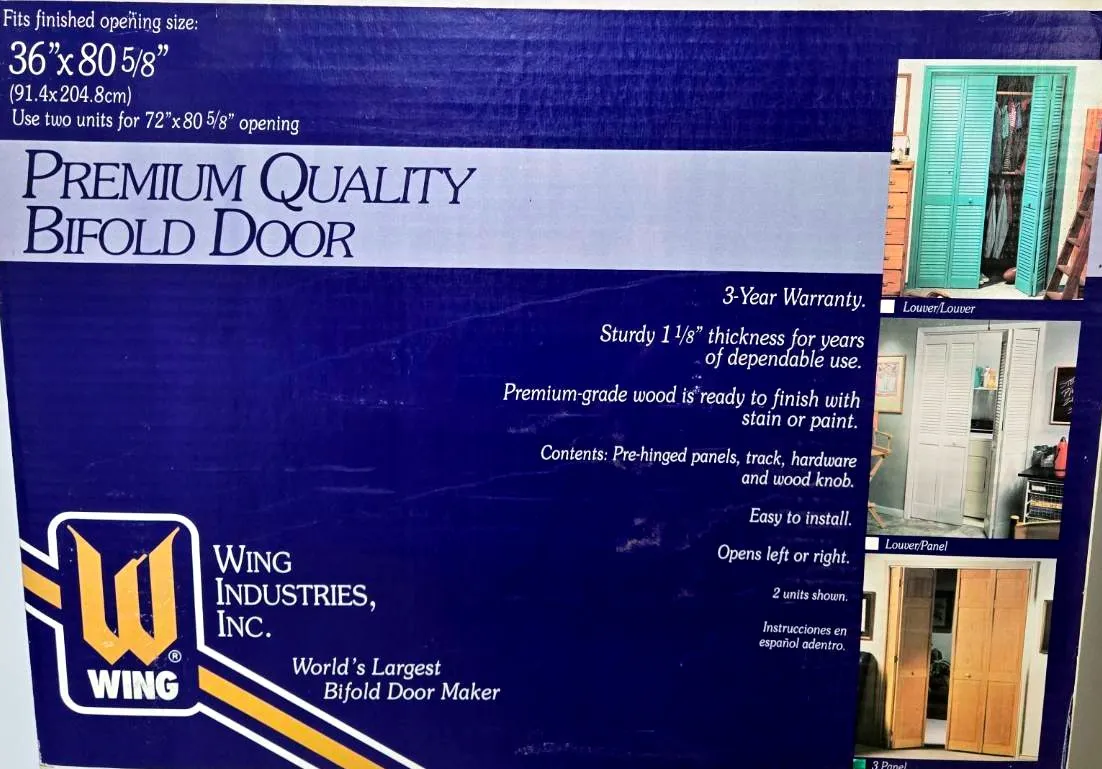 Fits finished opening size:
36”x 80 5/8”
(91.4x204.8cm)
Use two units for 72”x80 5/8” opening
PREMIUM QUALITY
BIFOLD DOOR
3-Year Warranty.
Sturdy 1 1/8” thickness for years
of dependable use.
Premium-grade wood is ready to finish with
stain or paint.
Contents: Pre-hinged panels, track, hardware
and wood knob.
Easy to install.
Opens left or right.
2 units shown.
Instrucciones en
español adentro.
Louver/Louver
Louver/Panel
3 Panel
W®
WING
WING
INDUSTRIES,
INC.
World's Largest
Bifold Door Maker